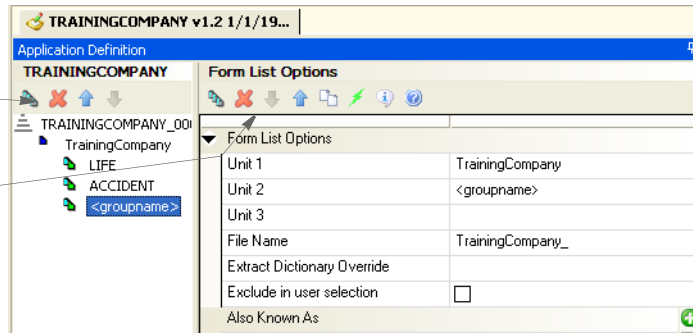 TRAININGCOMPANY v1.2 1/1/19...
Application Definition
TRAININGCOMPANY
Form List Options
TRAININGCOMPANY_00
TrainingCompany
LIFE
ACCIDENT
<groupname>
Form List Options
Unit 1 TrainingCompany
Unit 2 <groupname>
Unit 3
File Name TrainingCompany_
Extract Dictionary Override
Exclude in user selection
Also Known As